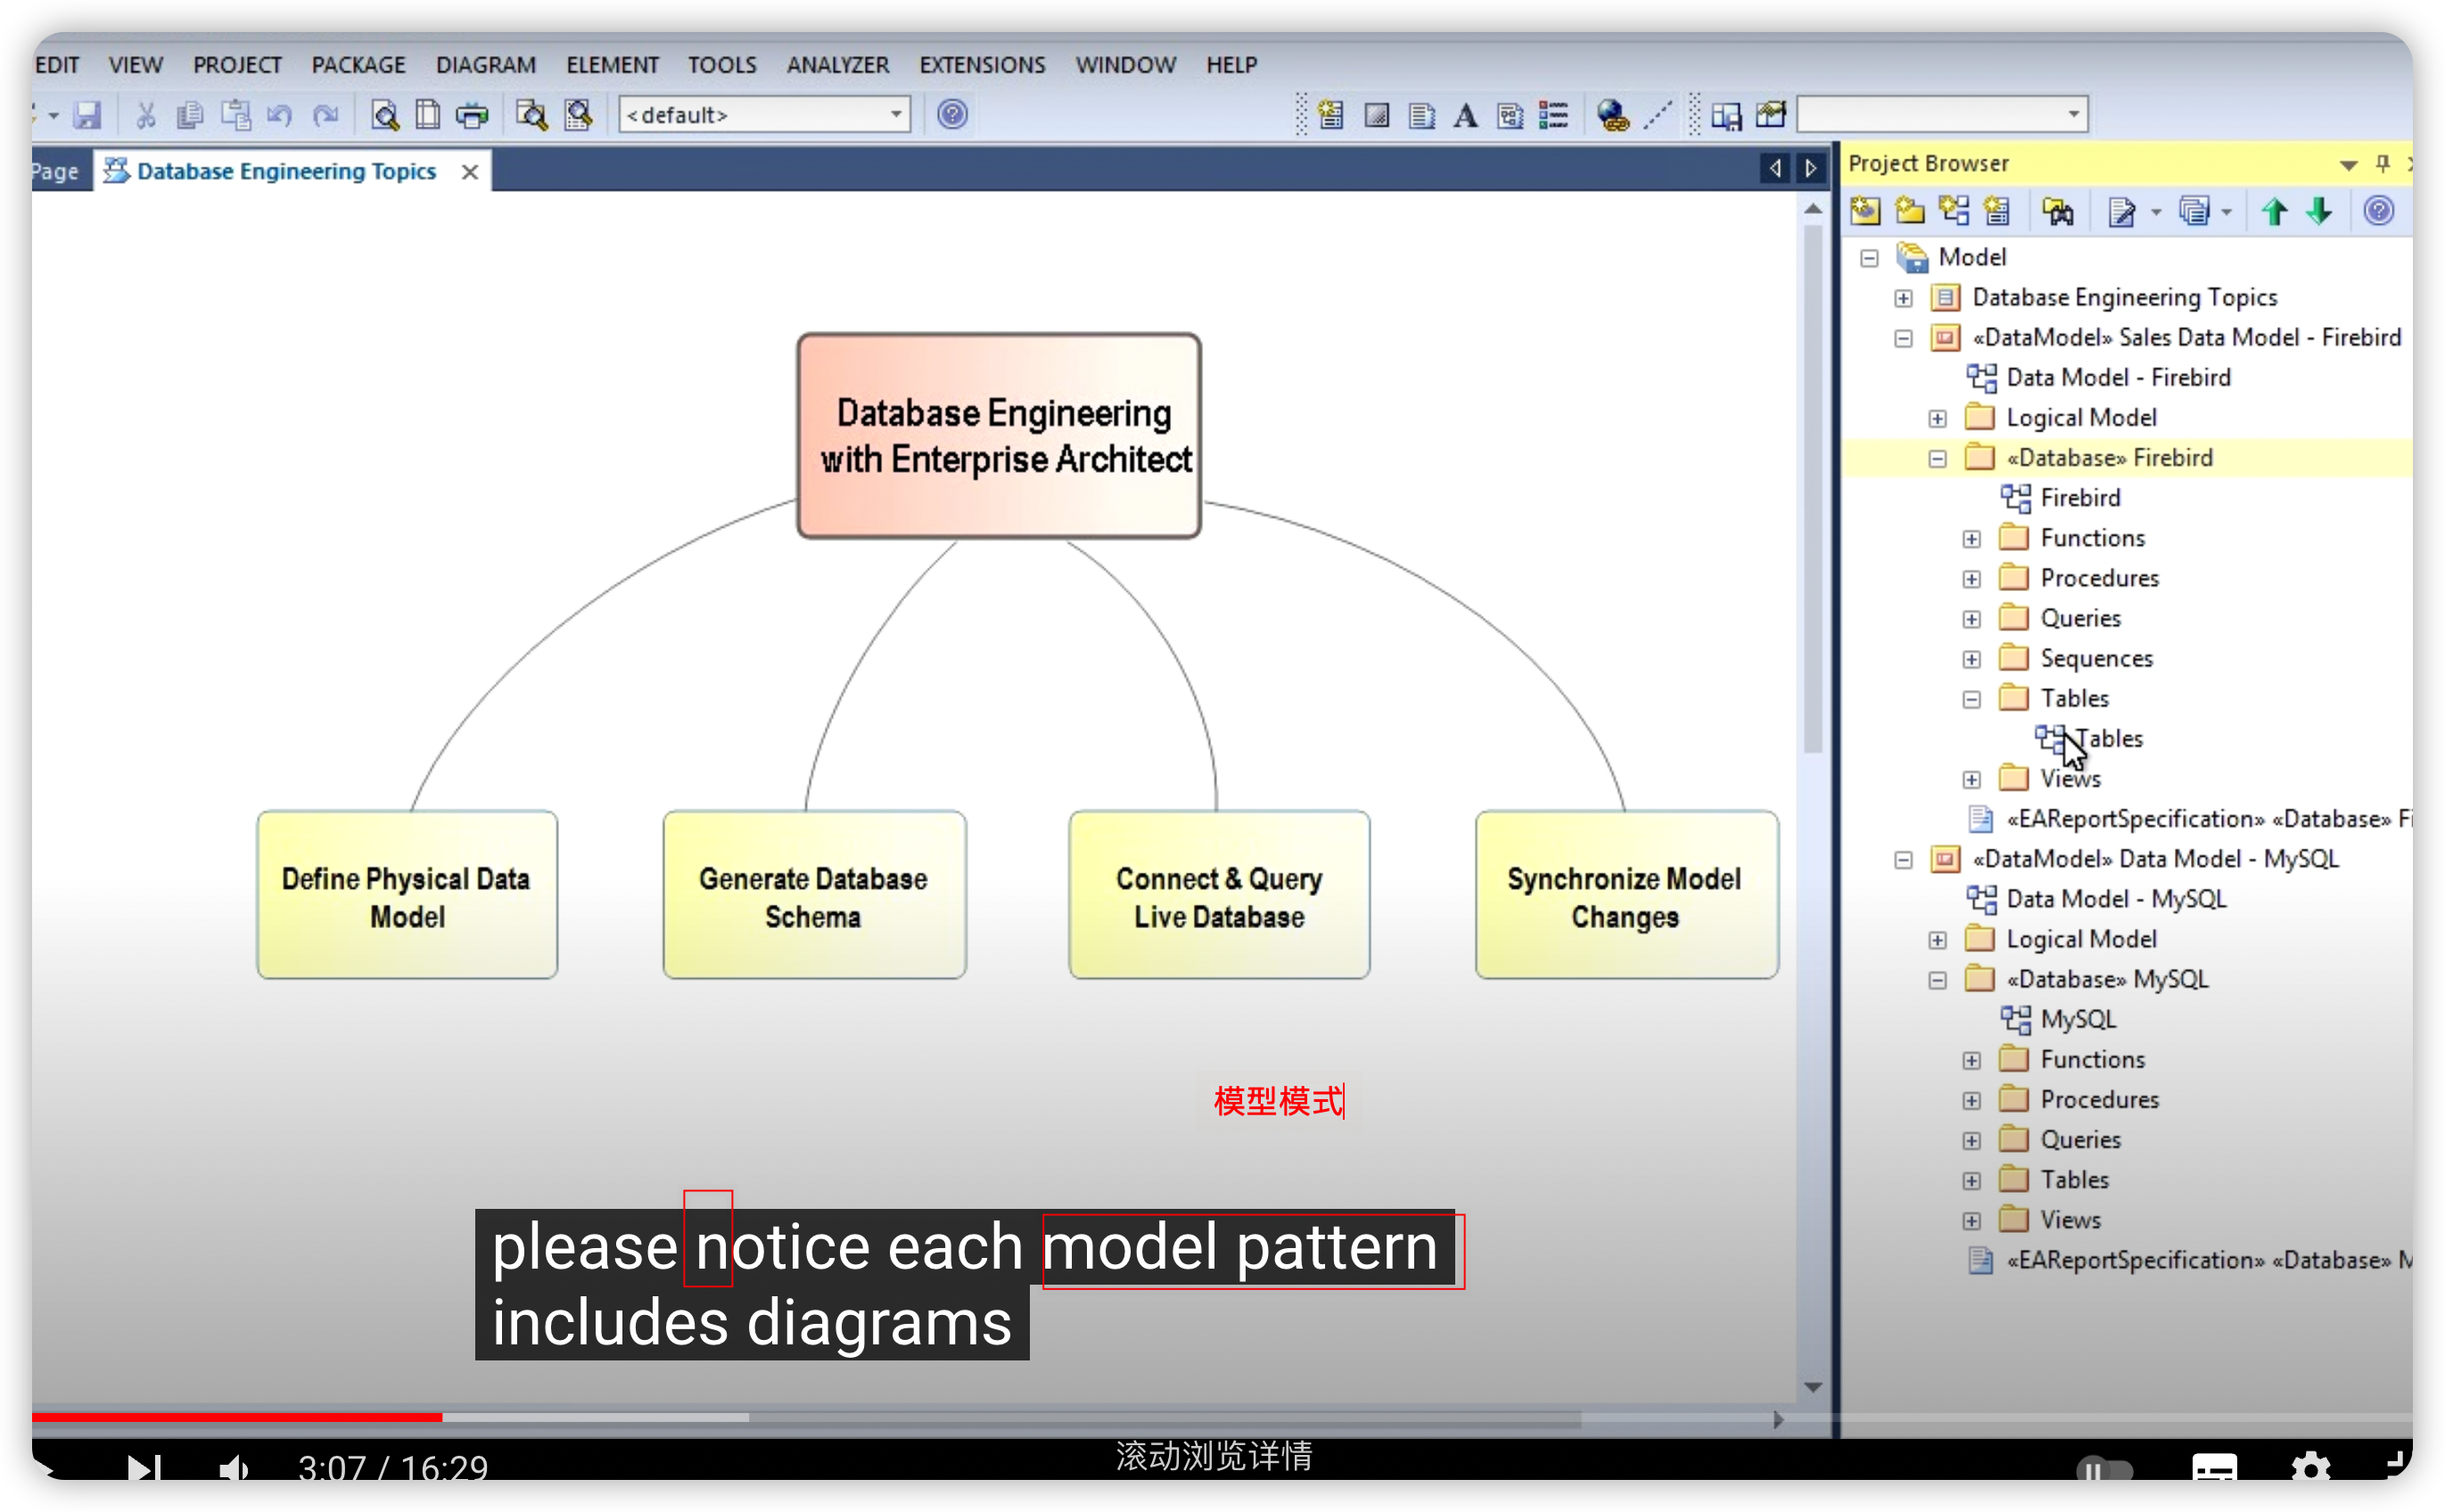 EDIT VIEW PROJECT PACKAGE DIAGRAM ELEMENT TOOLS ANALYZER EXTENSIONS WINDOW HELP
<default>
Page Database Engineering Topics
Database Engineering
with Enterprise Architect
Define Physical Data
Model
Generate Database
Schema
Connect & Query
Live Database
Synchronize Model
Changes
模型模式
please notice each model pattern
includes diagrams
Project Browser
Model
Database Engineering Topics
«DataModel» Sales Data Model - Firebird
Data Model - Firebird
Logical Model
«Database» Firebird
Firebird
Functions
Procedures
Queries
Sequences
Tables
Tables
Views
«EAReportSpecification» «Database» Fi
«DataModel» Data Model - MySQL
Data Model - MySQL
Logical Model
«Database» MySQL
MySQL
Functions
Procedures
Queries
Tables
Views
«EAReportSpecification» «Database» M
3:07 / 16:29
滚动浏览详情